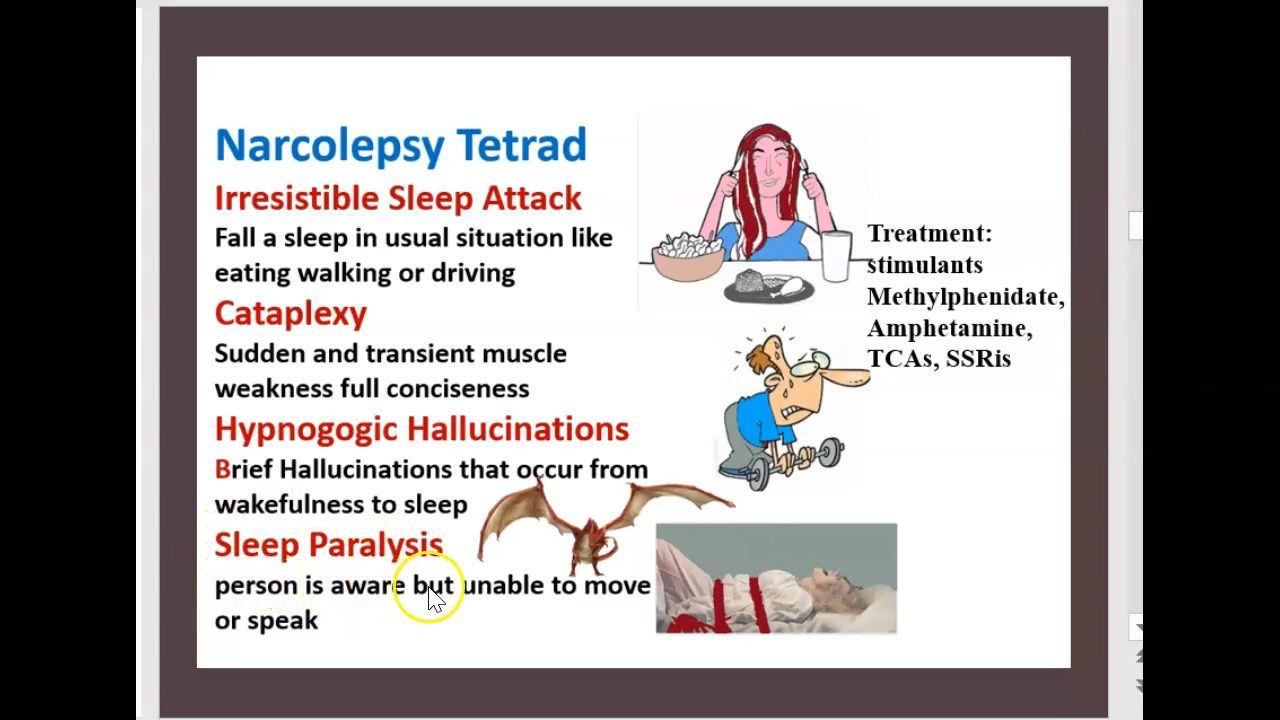 Narcolepsy Tetrad
Irresistible Sleep Attack
Fall a sleep in usual situation like
eating walking or driving
Cataplexy
Sudden and transient muscle
weakness full conciseness
Hypnogogic Hallucinations
Brief Hallucinations that occur from
wakefulness to sleep
Sleep Paralysis
person is aware but unable to move
or speak
Treatment:
stimulants
Methylphenidate,
Amphetamine,
TCAs, SSRis